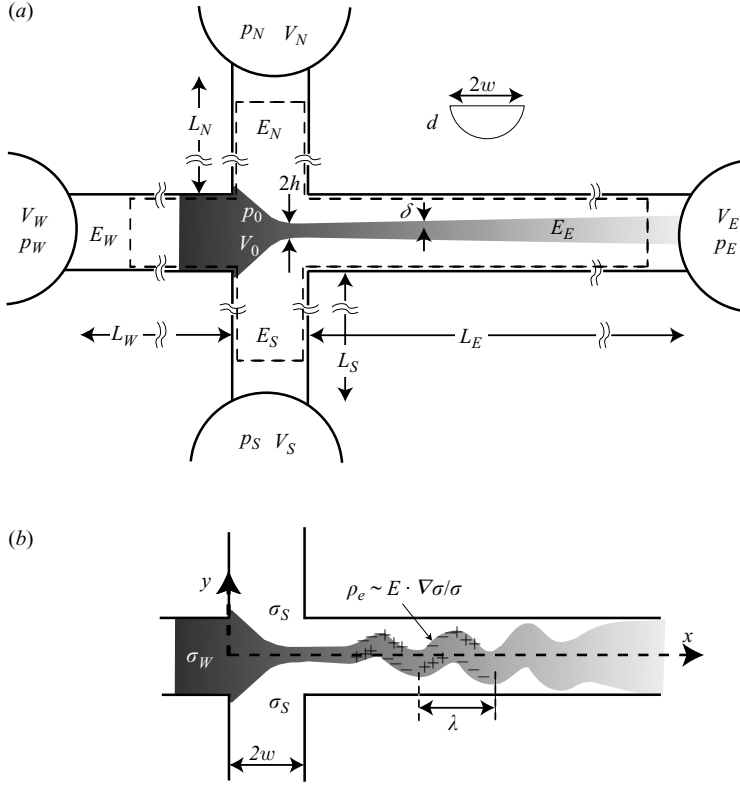 (a)
p_N V_N
L_N
E_N
2w
d
2h
δ
V_W
p_W
E_W
p_0
V_0
E_E
V_E
p_E
L_W
E_S
L_S
L_E
p_S V_S
(b)
y
σ_S
ρ_e ~ E · ∇σ/σ
x
σ_W
σ_S
λ
2w